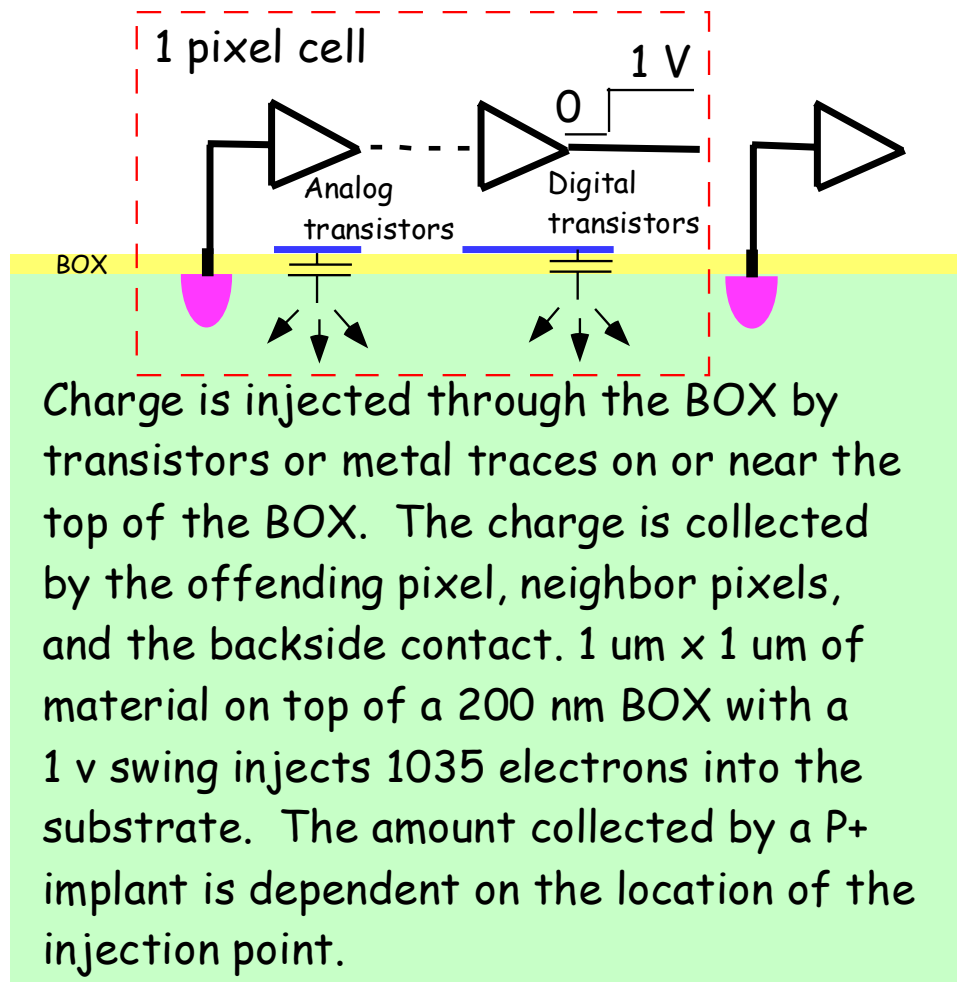 1 pixel cell
1 V
0
Analog
transistors
Digital
transistors
BOX
Charge is injected through the BOX by
transistors or metal traces on or near the
top of the BOX.  The charge is collected
by the offending pixel, neighbor pixels,
and the backside contact. 1 um x 1 um of
material on top of a 200 nm BOX with a
1 v swing injects 1035 electrons into the
substrate.  The amount collected by a P+
implant is dependent on the location of the
injection point.